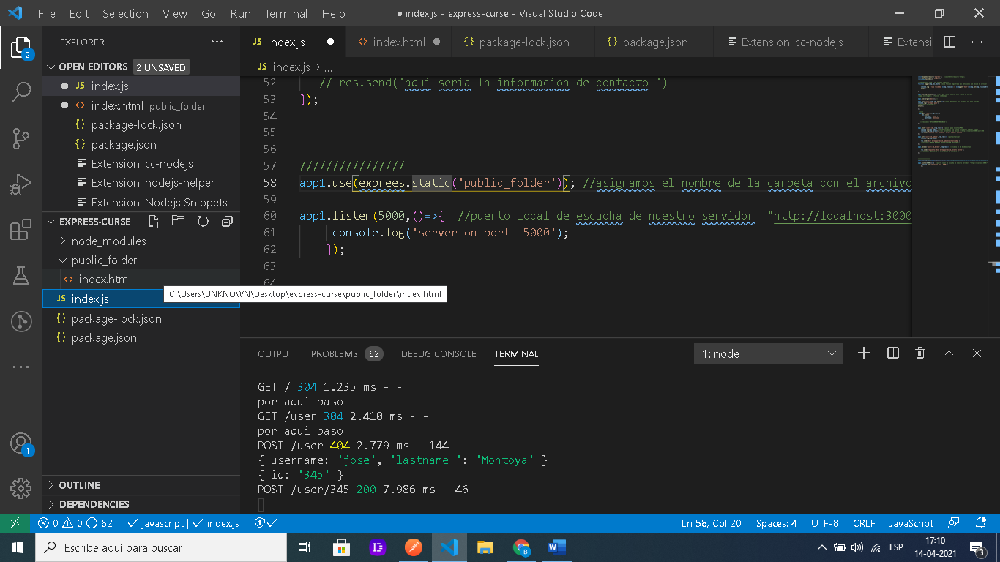 File Edit Selection View Go Run Terminal Help
● index.js - express-curse - Visual Studio Code
EXPLORER
OPEN EDITORS 2 UNSAVED
JS index.js
<> index.html public_folder
{} package-lock.json
{} package.json
Extension: cc-nodejs
Extension: nodejs-helper
Extension: Nodejs Snippets
EXPRESS-CURSE
node_modules
public_folder
<> index.html
JS index.js
{} package-lock.json
{} package.json
OUTLINE
DEPENDENCIES
2
1
JS index.js
<> index.html
{} package-lock.json
{} package.json
Extension: cc-nodejs
Extensi
JS index.js > ...
52 // res.send('aqui seria la informacion de contacto ')
53 });
54
55
56
57 ////////////////
58 app1.use(exprees.static('public_folder')); //asignamos el nombre de la carpeta con el archivo
59
60 app1.listen(5000,()=>{ //puerto local de escucha de nuestro servidor "http://localhost:3000
61 console.log('server on port 5000');
62 });
63
64
C:\Users\UNKNOWN\Desktop\express-curse\public_folder\index.html
OUTPUT PROBLEMS 62 DEBUG CONSOLE TERMINAL
1: node
GET / 304 1.235 ms - -
por aqui paso
GET /user 304 2.410 ms - -
por aqui paso
POST /user 404 2.779 ms - 144
{ username: 'jose', 'lastname ': 'Montoya' }
{ id: '345' }
POST /user/345 200 7.986 ms - 46
0 0 62 javascript | index.js
Ln 58, Col 20 Spaces: 4 UTF-8 CRLF JavaScript
Escribe aquí para buscar
ESP
17:10
14-04-2021
3